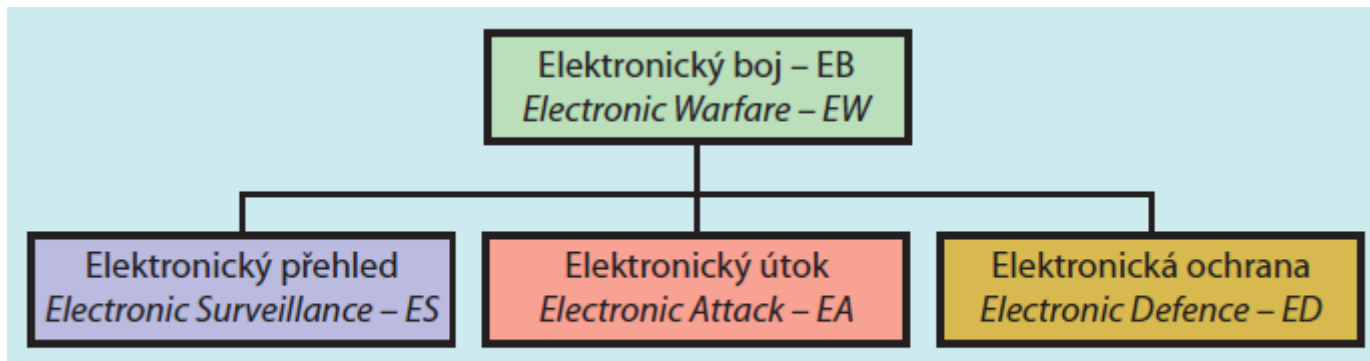 Elektronický boj – EB
Electronic Warfare – EW
Elektronický přehled
Electronic Surveillance – ES
Elektronický útok
Electronic Attack – EA
Elektronická ochrana
Electronic Defence – ED